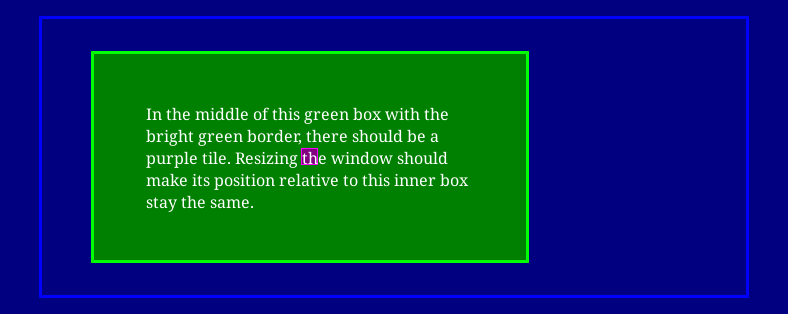 In the middle of this green box with the
bright green border, there should be a
purple tile. Resizing the window should
make its position relative to this inner box
stay the same.